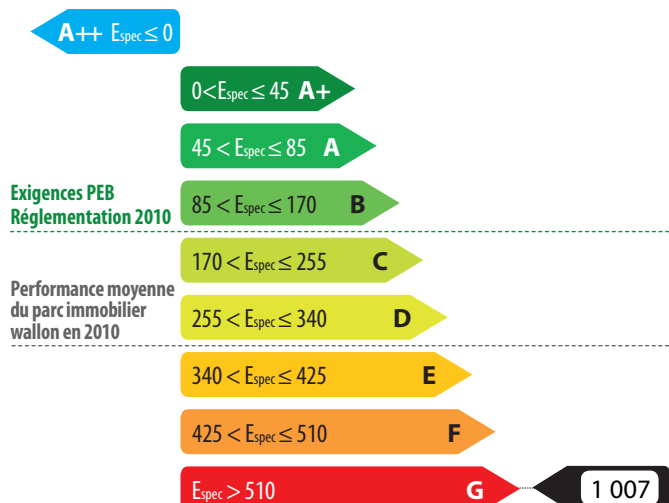 A++ Espec ≤ 0
0<Espec ≤ 45 A+
45 < Espec ≤ 85 A
Exigences PEB
Réglementation 2010
85 < Espec ≤ 170 B
170 < Espec ≤ 255 C
Performance moyenne
du parc immobilier
wallon en 2010
255 < Espec ≤ 340 D
340 < Espec ≤ 425 E
425 < Espec ≤ 510 F
Espec > 510 G 1 007